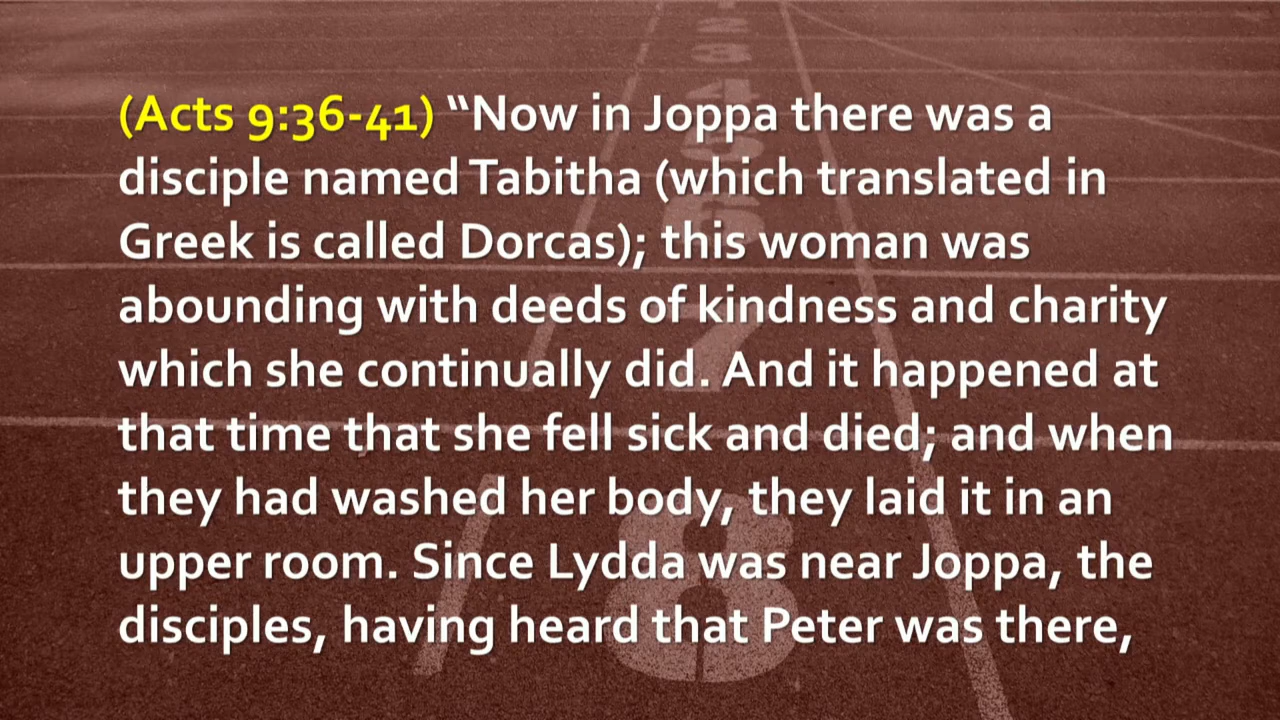 (Acts 9:36-41) “Now in Joppa there was a
disciple named Tabitha (which translated in
Greek is called Dorcas); this woman was
abounding with deeds of kindness and charity
which she continually did. And it happened at
that time that she fell sick and died; and when
they had washed her body, they laid it in an
upper room. Since Lydda was near Joppa, the
disciples, having heard that Peter was there,
7
8